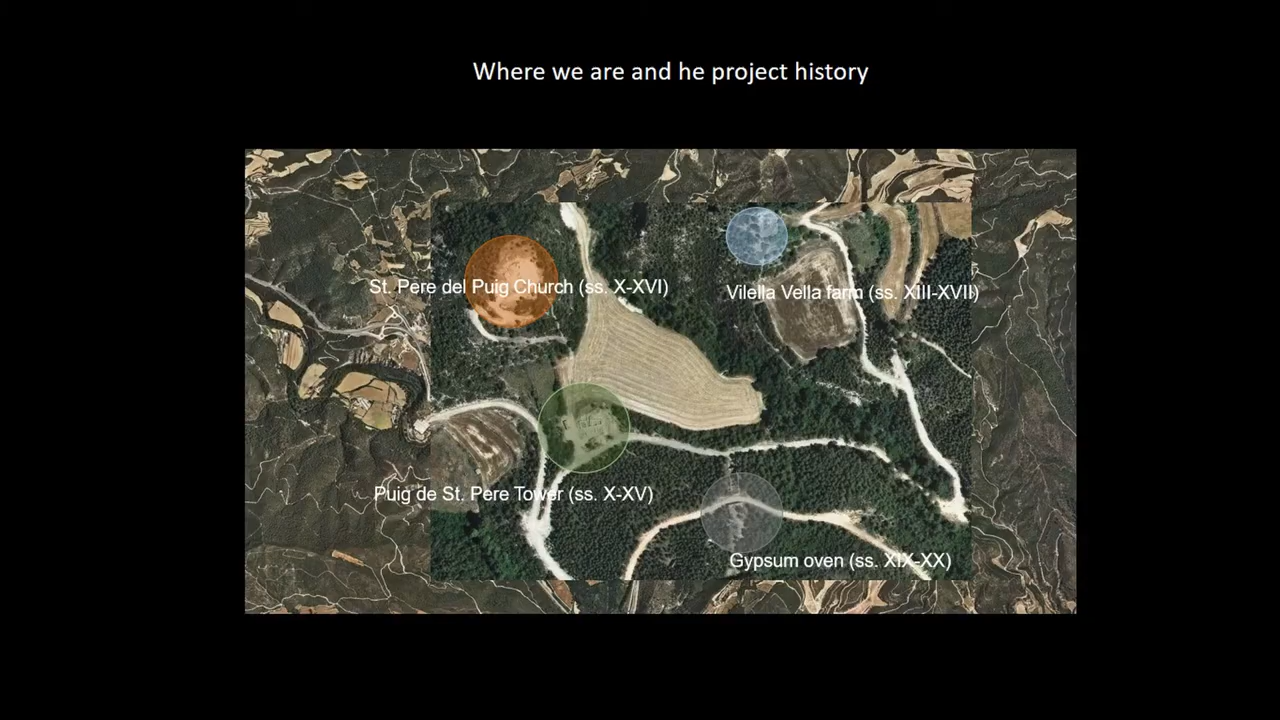 Where we are and he project history
St. Pere del Puig Church (ss. X-XVI)
Vilella Vella farm (ss. XIII-XVII)
Puig de St. Pere Tower (ss. X-XV)
Gypsum oven (ss. XIX-XX)